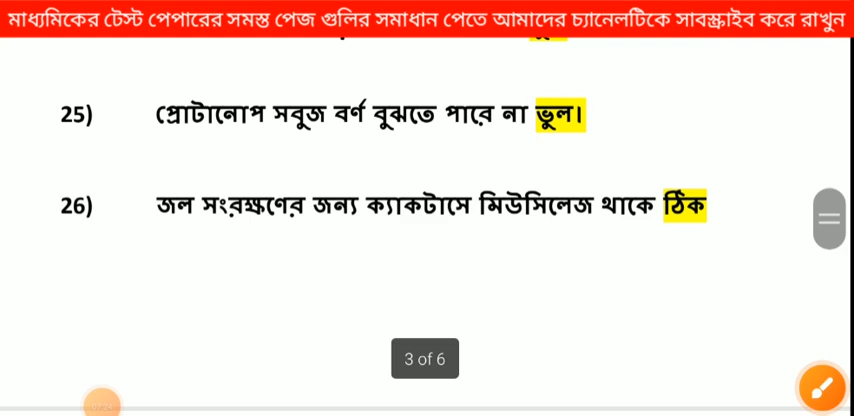 মাধ্যমিকের টেস্ট পেপারের সমস্ত পেজ গুলির সমাধান পেতে আমাদের চ্যানেলটিকে সাবস্ক্রাইব করে রাখুন
25) প্রোটানোপ সবুজ বর্ণ বুঝতে পারে না ভুল।
26) জল সংরক্ষণের জন্য ক্যাকটাসে মিউসিলেজ থাকে ঠিক
3 of 6